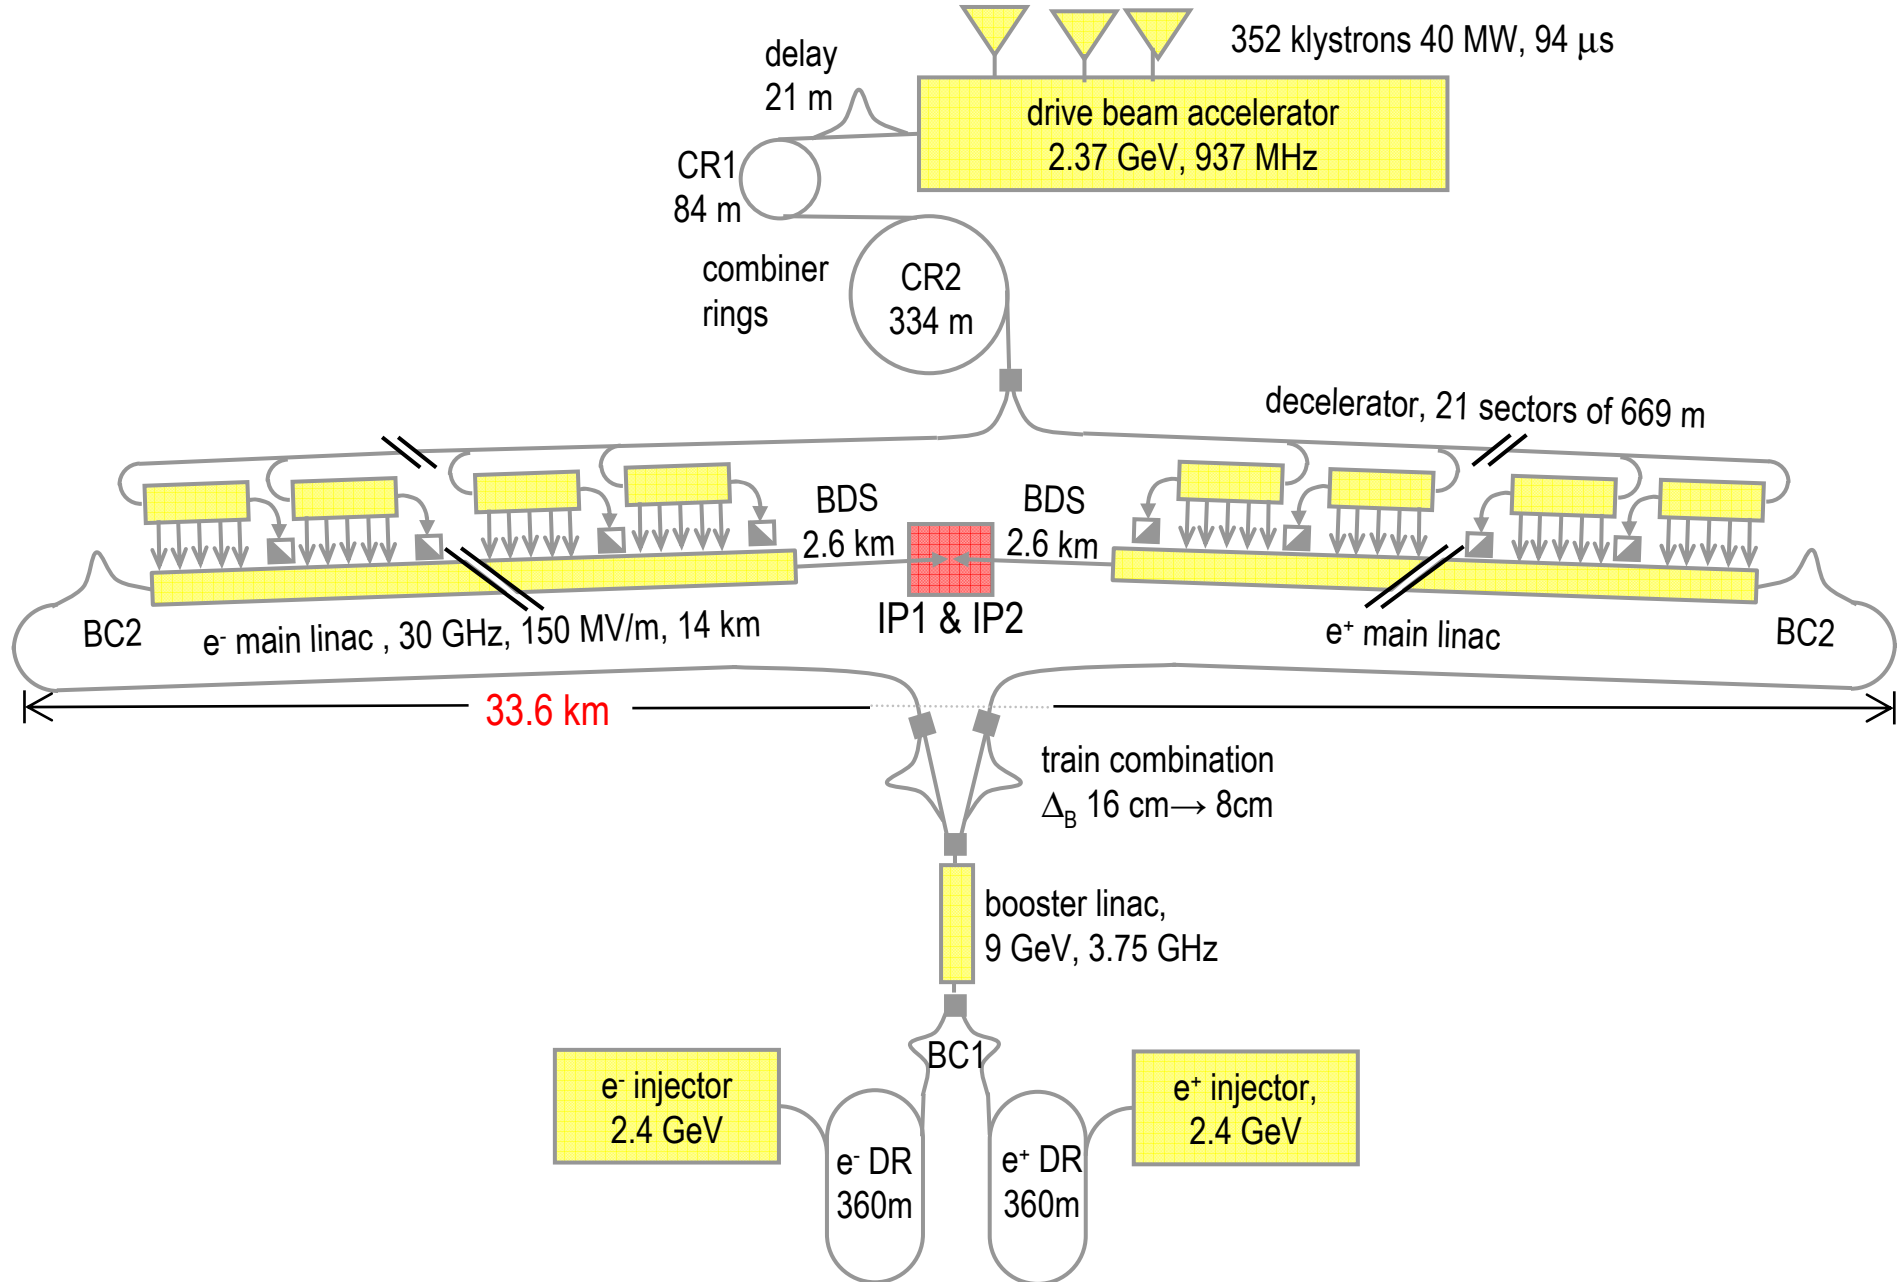 352 klystrons 40 MW, 94 μs
delay
21 m
drive beam accelerator
2.37 GeV, 937 MHz
CR1
84 m
combiner
rings
CR2
334 m
decelerator, 21 sectors of 669 m
BDS
2.6 km
BDS
2.6 km
IP1 & IP2
BC2
e⁻ main linac , 30 GHz, 150 MV/m, 14 km
e⁺ main linac
BC2
33.6 km
train combination
Δ_B 16 cm→ 8cm
booster linac,
9 GeV, 3.75 GHz
BC1
e⁻ injector
2.4 GeV
e⁺ injector,
2.4 GeV
e⁻ DR
360m
e⁺ DR
360m